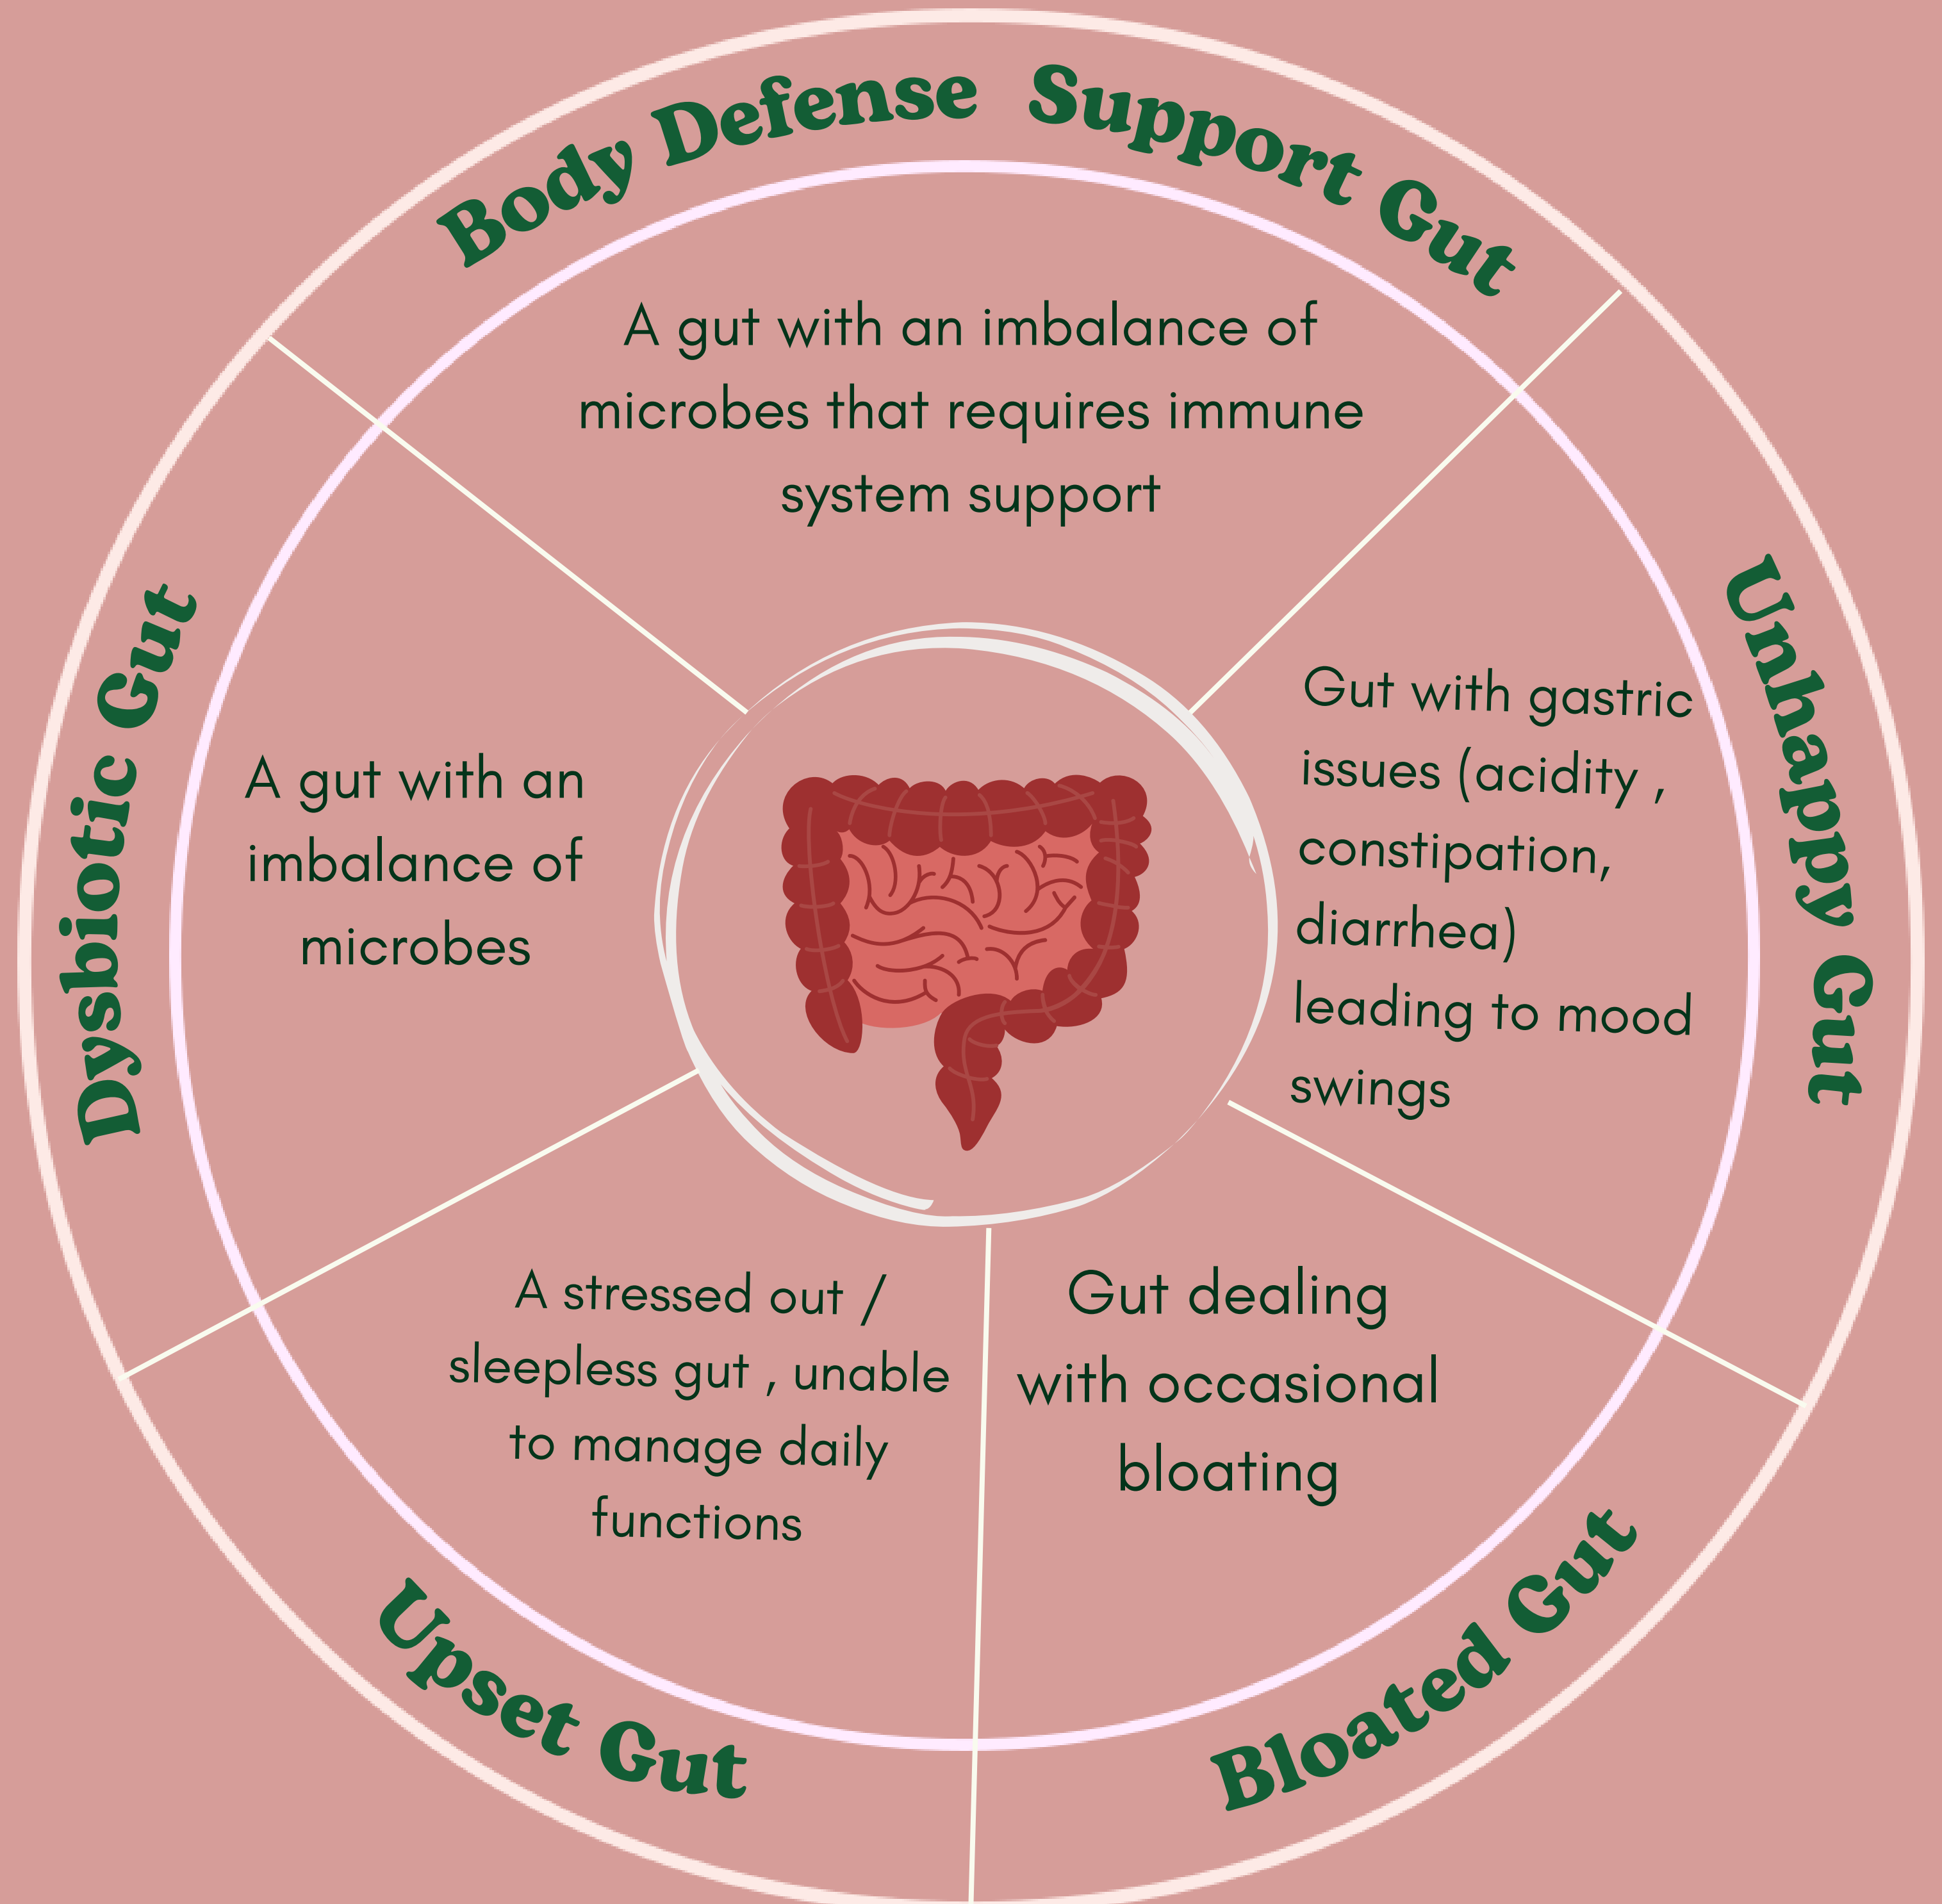 Body Defense Support Gut
A gut with an imbalance of
microbes that requires immune
system support
Unhappy Gut
Gut with gastric
issues (acidity ,
constipation,
diarrhea)
leading to mood
swings
Bloated Gut
Gut dealing
with occasional
bloating
Upset Gut
A stressed out /
sleepless gut , unable
to manage daily
functions
Dysbiotic Gut
A gut with an
imbalance of
microbes